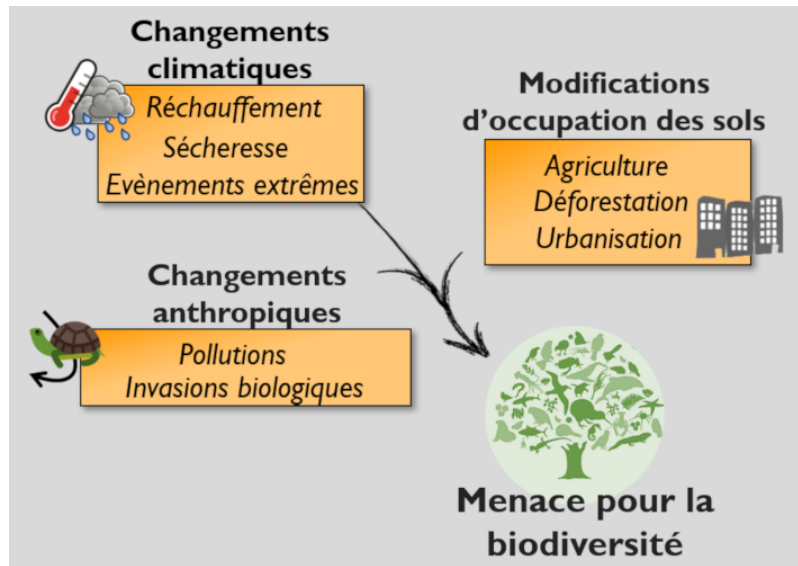 Changements
climatiques
Réchauffement
Sécheresse
Evènements extrêmes
Modifications
d'occupation des sols
Agriculture
Déforestation
Urbanisation
Changements
anthropiques
Pollutions
Invasions biologiques
Menace pour la
biodiversité